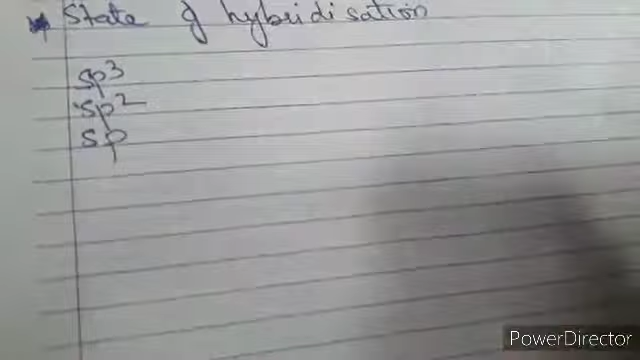 * State of hybridisation
sp³
sp²
sp
PowerDirector